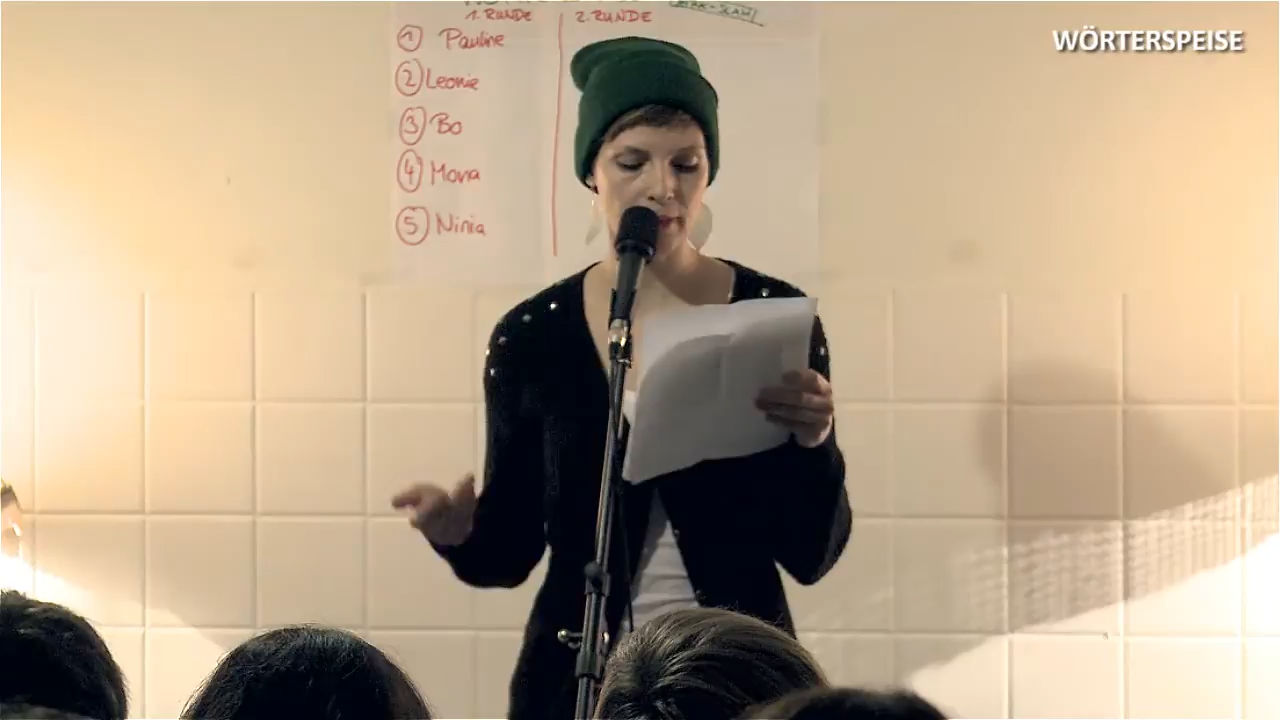 WÖRTERSPEISE
1. RUNDE 2. RUNDE
1 Pauline
2 Leonie
3 Bo
4 Mona
5 Ninia